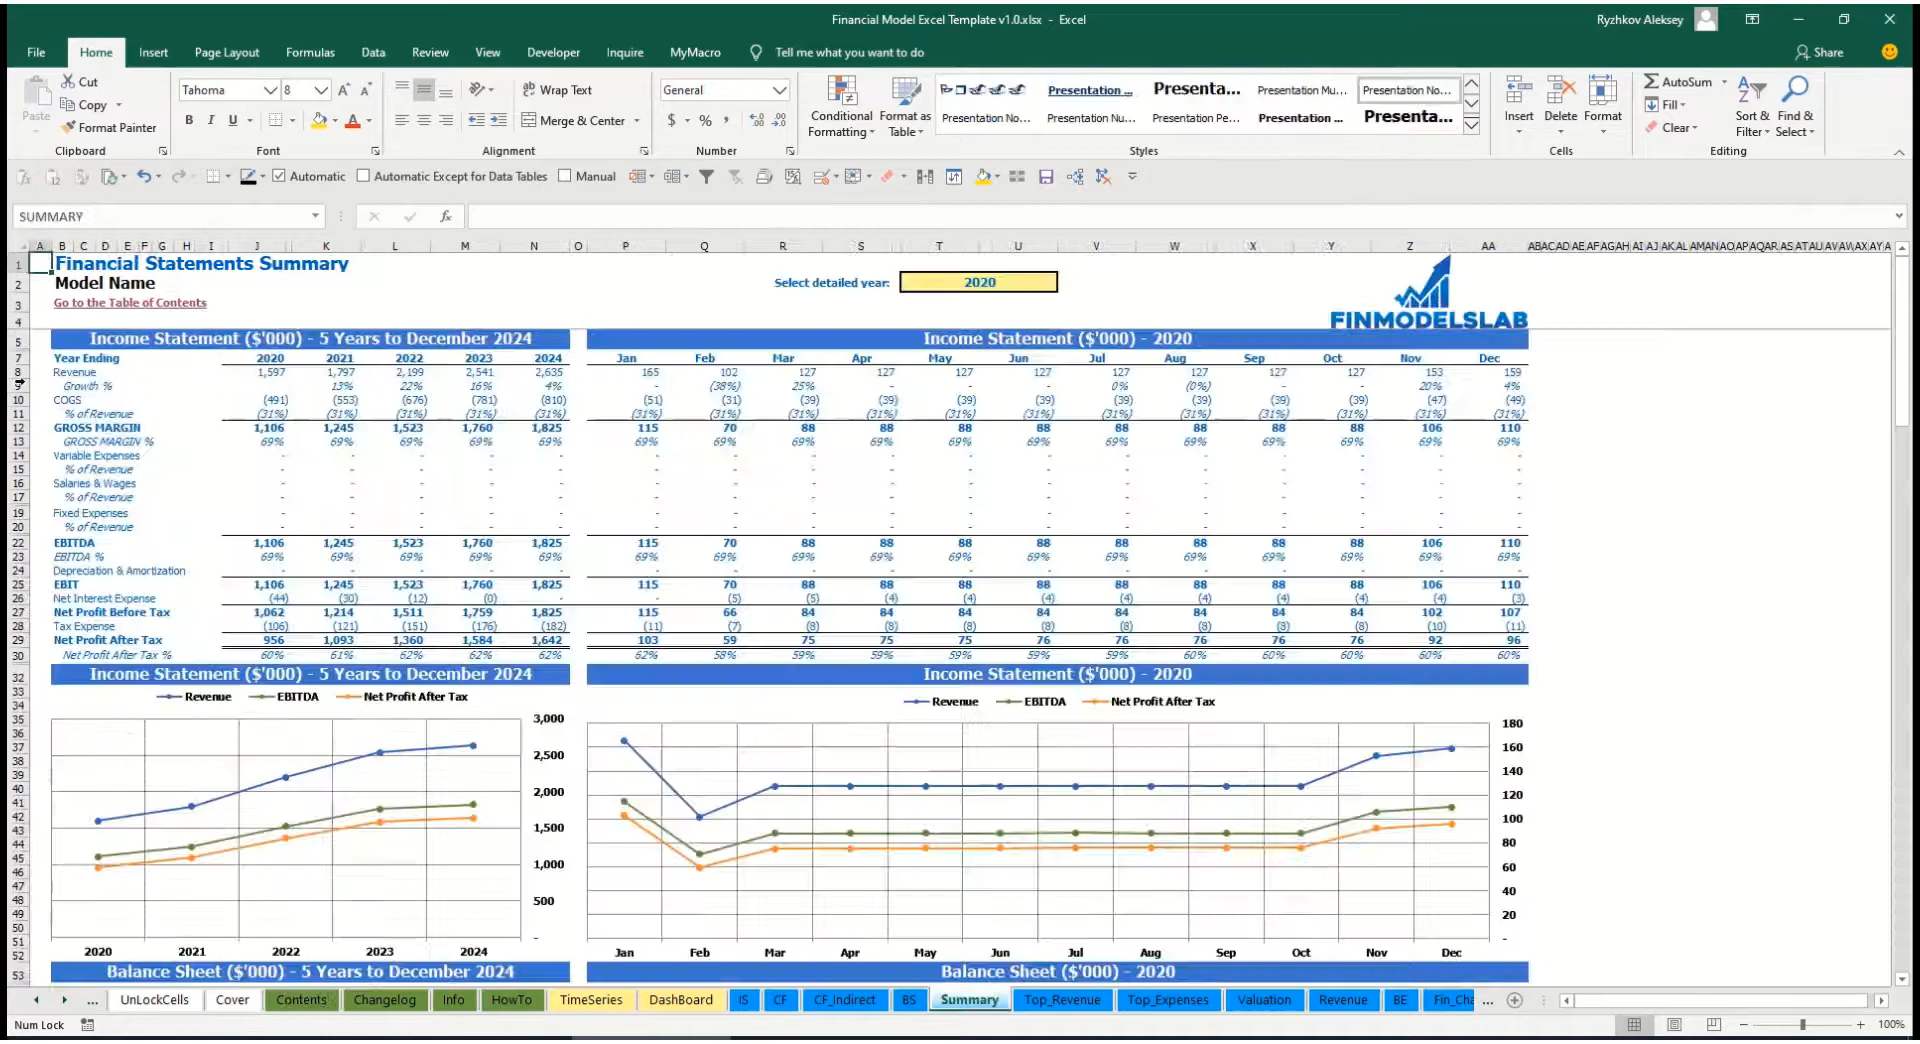 Financial Model Excel Template v1.0.xlsx - Excel
Ryzhkov Aleksey
File Home Insert Page Layout Formulas Data Review View Developer Inquire MyMacro Tell me what you want to do Share
Paste Cut Copy Format Painter Clipboard
Tahoma 8 B I U Font
Wrap Text Merge & Center Alignment
General $ % Number
Conditional Formatting Format as Table
Presentation ... Presenta... Presentation Mu... Presentation No...
Presentation No... Presentation Nu... Presentation Pe... Presentation ... Presenta...
Styles
Insert Delete Format Cells
AutoSum Fill Clear Sort & Filter Find & Select Editing
Automatic Automatic Except for Data Tables Manual
SUMMARY fx
A B C D E F G H I J K L M N O P Q R S T U V W X Y Z AA
Financial Statements Summary
Model Name
Go to the Table of Contents
Select detailed year: 2020
FINMODELSLAB
Income Statement ($'000) - 5 Years to December 2024 Income Statement ($'000) - 2020
Year Ending 2020 2021 2022 2023 2024 Jan Feb Mar Apr May Jun Jul Aug Sep Oct Nov Dec
Revenue 1,597 1,797 2,199 2,541 2,635 165 102 127 127 127 127 127 127 127 127 153 159
Growth % 13% 22% 16% 4% - (38%) 25% - - - 0% (0%) - - 20% 4%
COGS (491) (553) (676) (781) (810) (51) (31) (39) (39) (39) (39) (39) (39) (39) (39) (47) (49)
% of Revenue (31%) (31%) (31%) (31%) (31%) (31%) (31%) (31%) (31%) (31%) (31%) (31%) (31%) (31%) (31%) (31%) (31%)
GROSS MARGIN 1,106 1,245 1,523 1,760 1,825 115 70 88 88 88 88 88 88 88 88 106 110
GROSS MARGIN % 69% 69% 69% 69% 69% 69% 69% 69% 69% 69% 69% 69% 69% 69% 69% 69% 69%
Variable Expenses - - - - - - - - - - - - - - - - -
% of Revenue - - - - - - - - - - - - - - - - -
Salaries & Wages - - - - - - - - - - - - - - - - -
% of Revenue - - - - - - - - - - - - - - - - -
Fixed Expenses - - - - - - - - - - - - - - - - -
% of Revenue - - - - - - - - - - - - - - - - -
EBITDA 1,106 1,245 1,523 1,760 1,825 115 70 88 88 88 88 88 88 88 88 106 110
EBITDA % 69% 69% 69% 69% 69% 69% 69% 69% 69% 69% 69% 69% 69% 69% 69% 69% 69%
Depreciation & Amortization - - - - - - - - - - - - - - - - -
EBIT 1,106 1,245 1,523 1,760 1,825 115 70 88 88 88 88 88 88 88 88 106 110
Net Interest Expense (44) (30) (12) (0) - - (5) (5) (4) (4) (4) (4) (4) (4) (4) (4) (3)
Net Profit Before Tax 1,062 1,214 1,511 1,759 1,825 115 66 84 84 84 84 84 84 84 84 102 107
Tax Expense (106) (121) (151) (176) (182) (11) (7) (8) (8) (8) (8) (8) (8) (8) (8) (10) (11)
Net Profit After Tax 956 1,093 1,360 1,584 1,642 103 59 75 75 75 76 76 76 76 76 92 96
Net Profit After Tax % 60% 61% 62% 62% 62% 62% 58% 59% 59% 59% 59% 59% 60% 60% 60% 60% 60%
Income Statement ($'000) - 5 Years to December 2024 Income Statement ($'000) - 2020
Revenue EBITDA Net Profit After Tax
Revenue EBITDA Net Profit After Tax
3,000
2,500
2,000
1,500
1,000
500
-
2020 2021 2022 2023 2024
180
160
140
120
100
80
60
40
20
-
Jan Feb Mar Apr May Jun Jul Aug Sep Oct Nov Dec
Balance Sheet ($'000) - 5 Years to December 2024 Balance Sheet ($'000) - 2020
... UnLockCells Cover Contents Changelog Info HowTo TimeSeries DashBoard IS CF CF_Indirect BS Summary Top_Revenue Top_Expenses Valuation Revenue BE Fin_Cha ...
Num Lock 100%